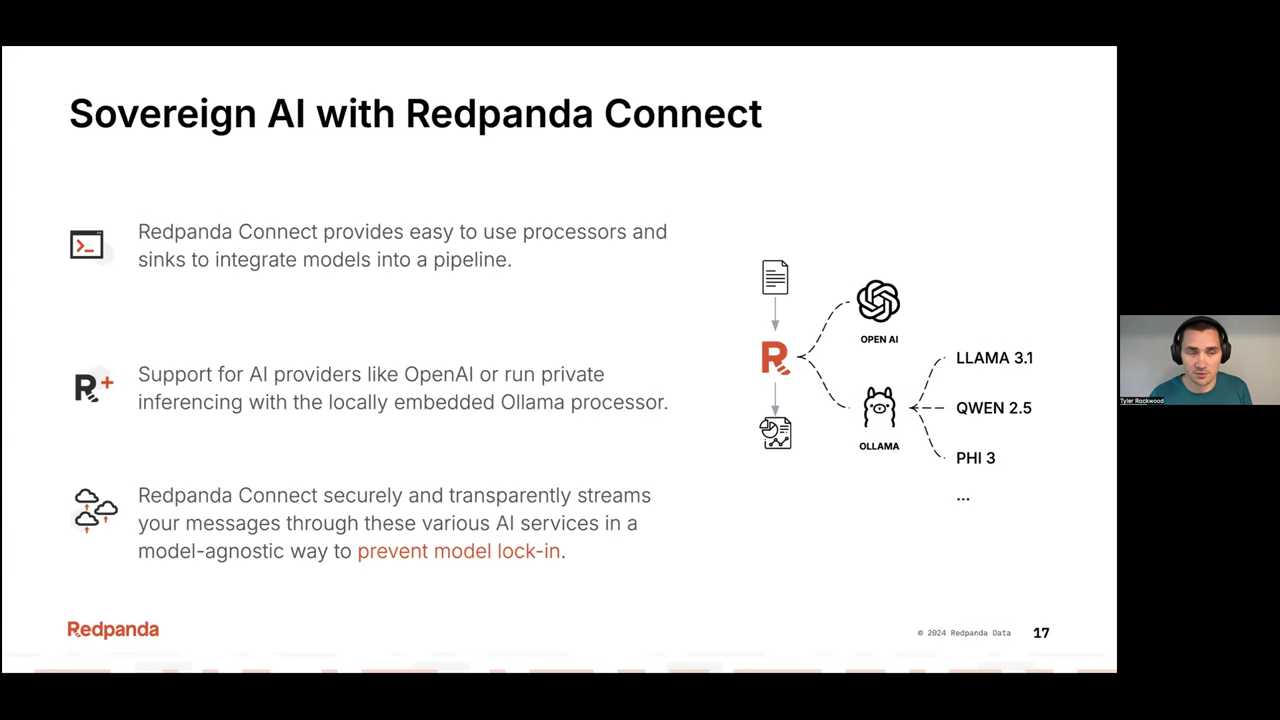 Sovereign AI with Redpanda Connect
Redpanda Connect provides easy to use processors and
sinks to integrate models into a pipeline.
Support for AI providers like OpenAI or run private
inferencing with the locally embedded Ollama processor.
Redpanda Connect securely and transparently streams
your messages through these various AI services in a
model-agnostic way to prevent model lock-in.
OPEN AI
OLLAMA
LLAMA 3.1
QWEN 2.5
PHI 3
...
Redpanda
© 2024 Redpanda Data
17
Tyler Rockwood